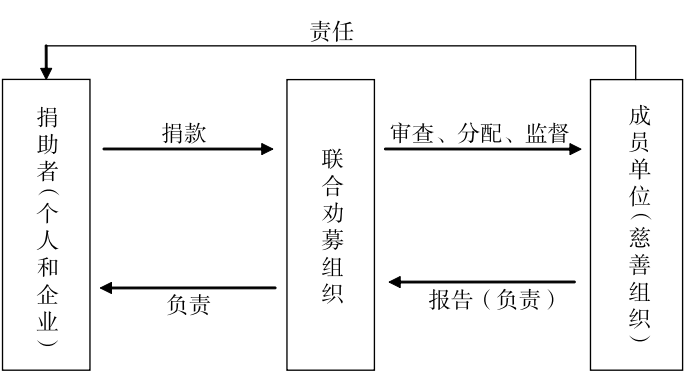 责任
捐助者(个人和企业)
捐款
负责
联合劝募组织
审查、分配、监督
报告(负责)
成员单位(慈善组织)